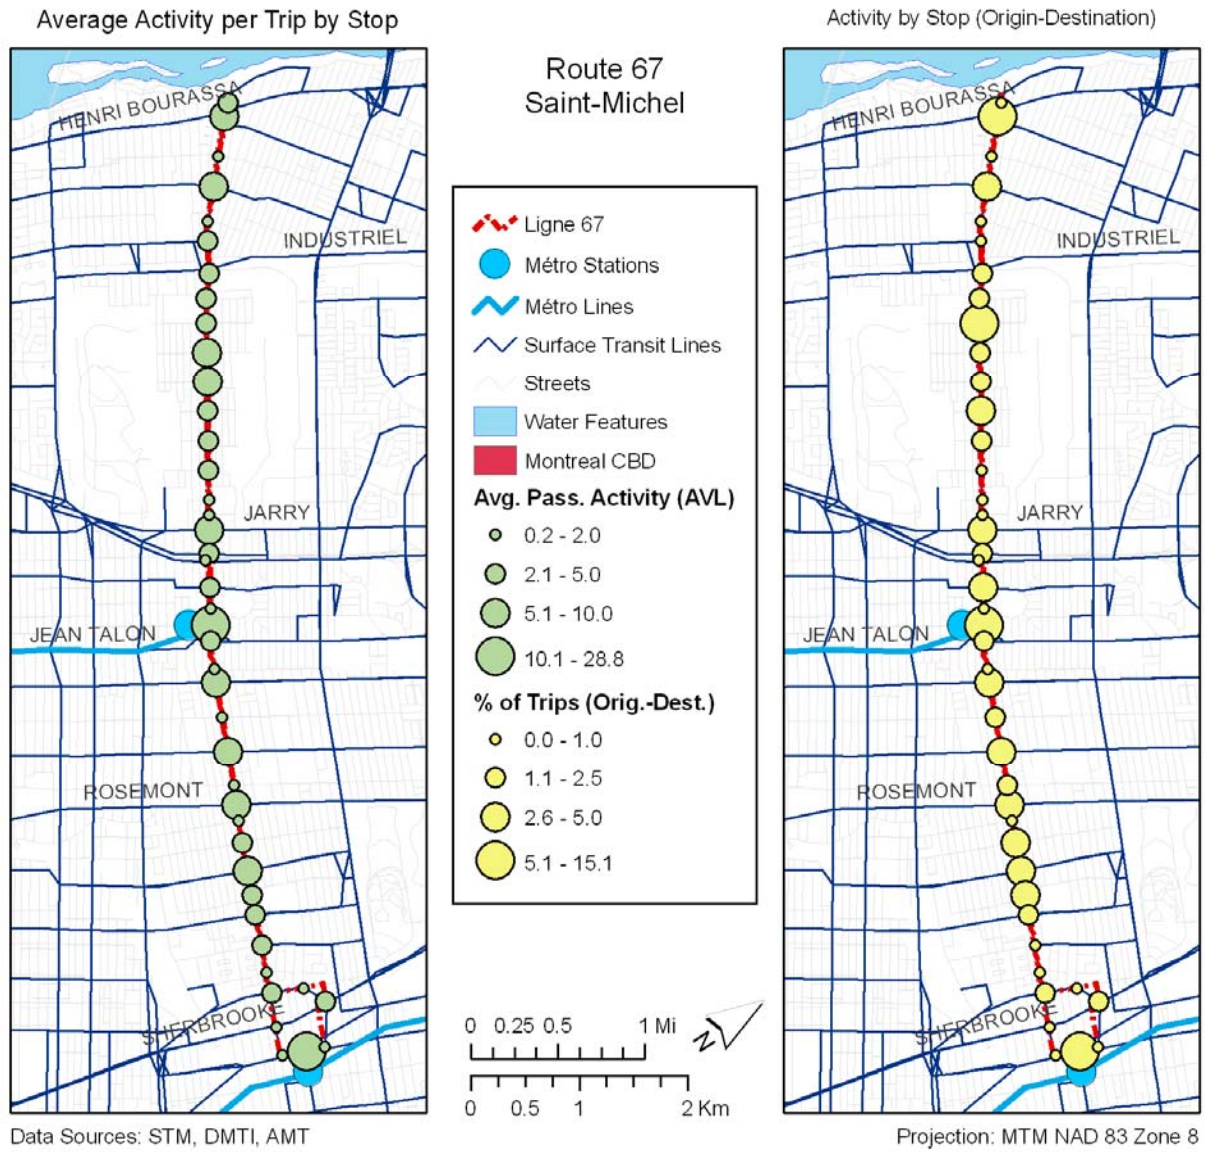 Average Activity per Trip by Stop
Activity by Stop (Origin-Destination)
Route 67
Saint-Michel
HENRI BOURASSA
INDUSTRIEL
JARRY
JEAN TALON
ROSEMONT
SHERBROOKE
Ligne 67
Métro Stations
Métro Lines
Surface Transit Lines
Streets
Water Features
Montreal CBD
Avg. Pass. Activity (AVL)
0.2 - 2.0
2.1 - 5.0
5.1 - 10.0
10.1 - 28.8
% of Trips (Orig.-Dest.)
0.0 - 1.0
1.1 - 2.5
2.6 - 5.0
5.1 - 15.1
0 0.25 0.5 1 Mi
N
0 0.5 1 2 Km
HENRI BOURASSA
INDUSTRIEL
JARRY
JEAN TALON
ROSEMONT
SHERBROOKE
Data Sources: STM, DMTI, AMT
Projection: MTM NAD 83 Zone 8